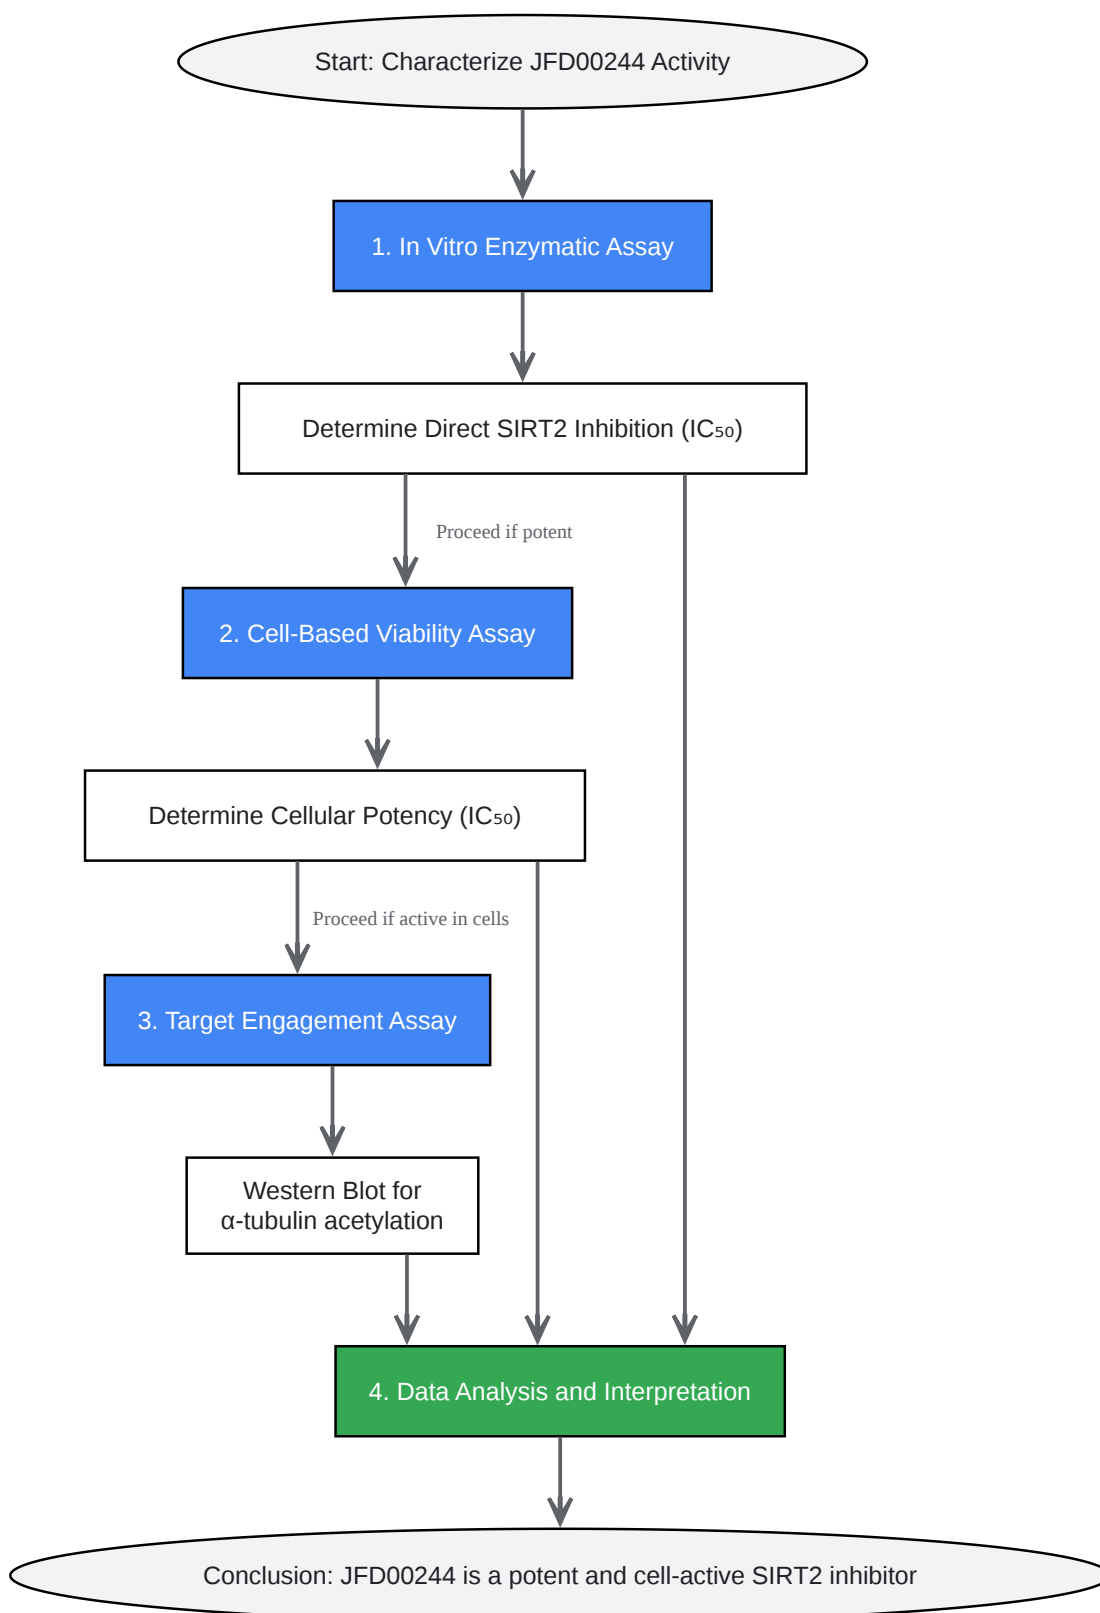 Start: Characterize JFD00244 Activity
1. In Vitro Enzymatic Assay
Determine Direct SIRT2 Inhibition (IC₅₀)
Proceed if potent
2. Cell-Based Viability Assay
Determine Cellular Potency (IC₅₀)
Proceed if active in cells
3. Target Engagement Assay
Western Blot for
α-tubulin acetylation
4. Data Analysis and Interpretation
Conclusion: JFD00244 is a potent and cell-active SIRT2 inhibitor